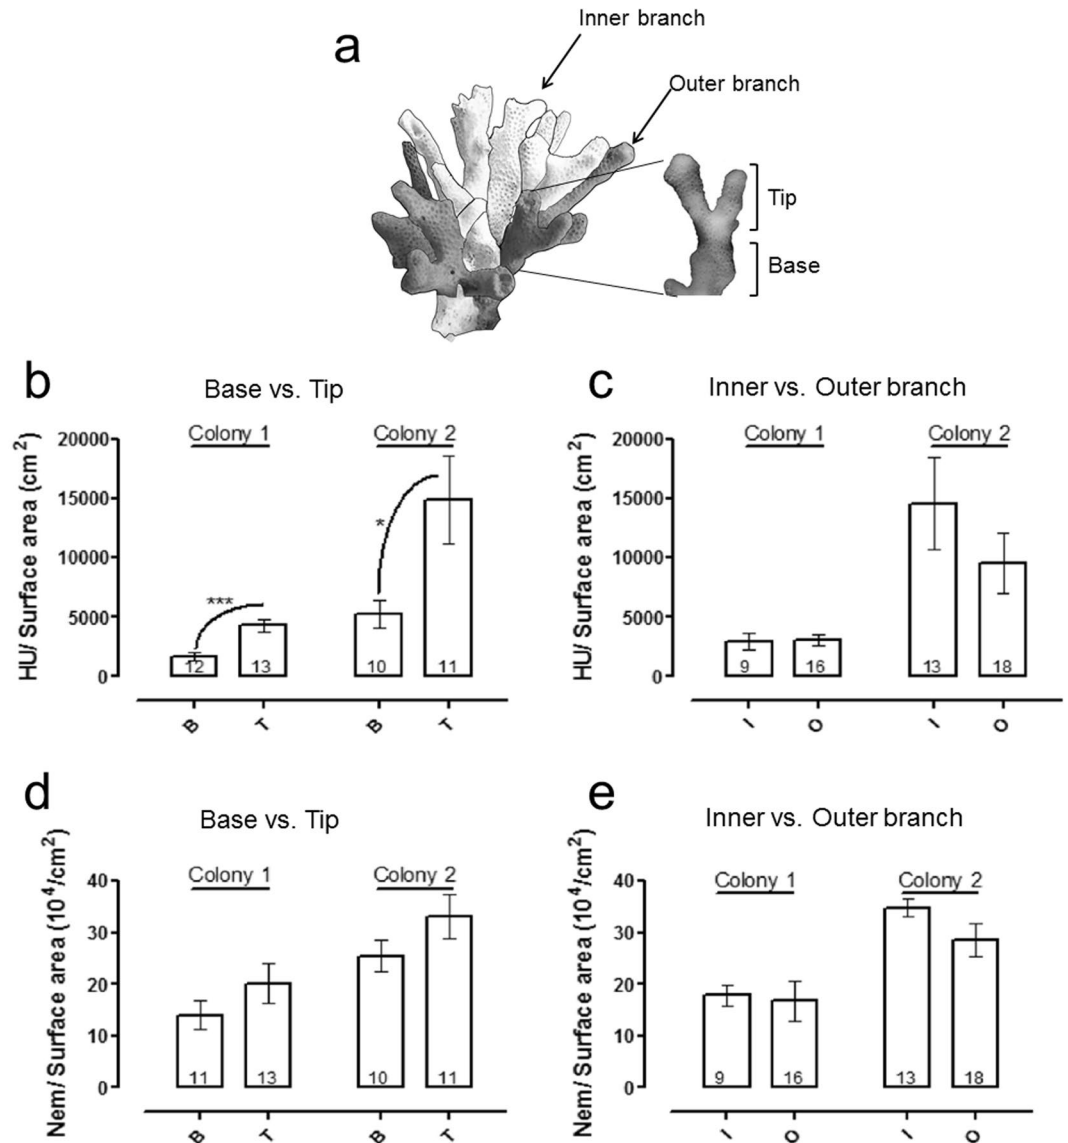 a
Inner branch
Outer branch
Tip
Base
b
Base vs. Tip
Colony 1
Colony 2
HU/ Surface area (cm²)
20000
15000
10000
5000
0
***
*
12
13
10
11
B
T
B
T
c
Inner vs. Outer branch
Colony 1
Colony 2
HU/ Surface area (cm²)
20000
15000
10000
5000
0
9
16
13
18
I
O
I
O
d
Base vs. Tip
Colony 1
Colony 2
Nem/ Surface area (10⁴/cm²)
40
30
20
10
0
11
13
10
11
B
T
B
T
e
Inner vs. Outer branch
Colony 1
Colony 2
Nem/ Surface area (10⁴/cm²)
40
30
20
10
0
9
16
13
18
I
O
I
O